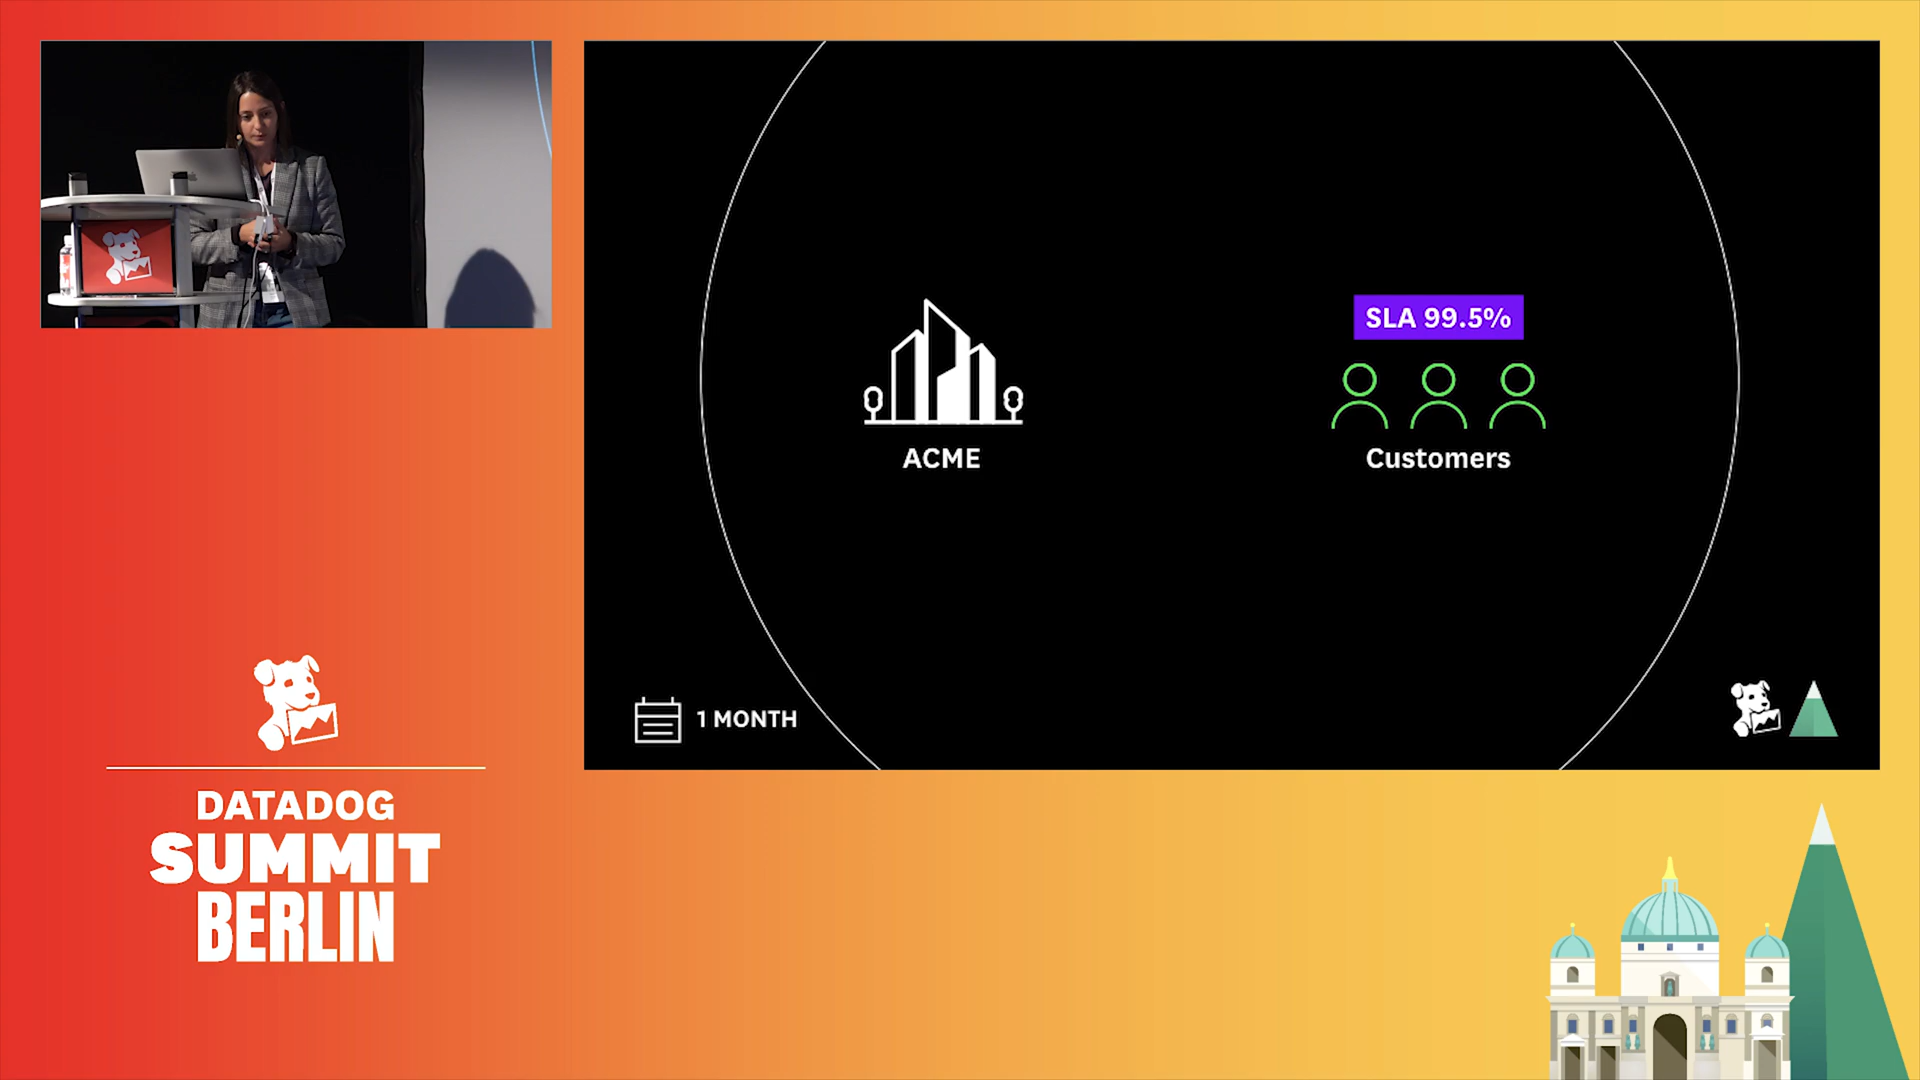 SLA 99.5%
ACME
Customers
1 MONTH
DATADOG
SUMMIT
BERLIN